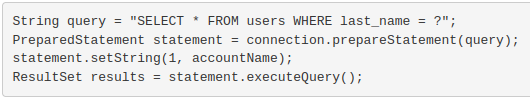 String query = "SELECT * FROM users WHERE last_name = ?";
PreparedStatement statement = connection.prepareStatement(query);
statement.setString(1, accountName);
ResultSet results = statement.executeQuery();